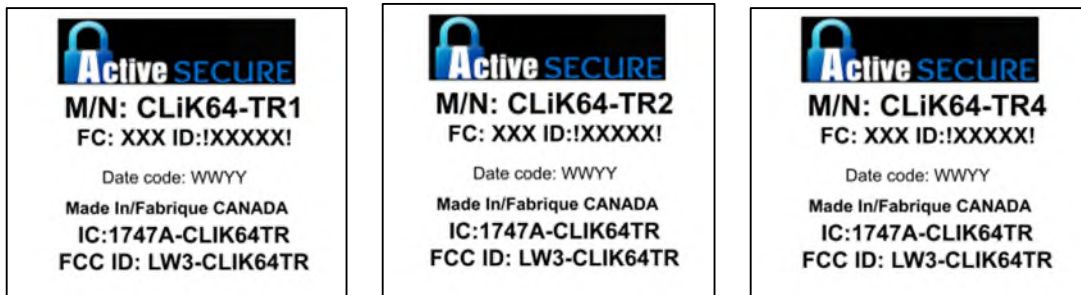 Active SECURE
M/N: CLiK64-TR1
FC: XXX ID:!XXXXX!
Date code: WWYY
Made In/Fabrique CANADA
IC:1747A-CLIK64TR
FCC ID: LW3-CLIK64TR
Active SECURE
M/N: CLiK64-TR2
FC: XXX ID:!XXXXX!
Date code: WWYY
Made In/Fabrique CANADA
IC:1747A-CLIK64TR
FCC ID: LW3-CLIK64TR
Active SECURE
M/N: CLiK64-TR4
FC: XXX ID:!XXXXX!
Date code: WWYY
Made In/Fabrique CANADA
IC:1747A-CLIK64TR
FCC ID: LW3-CLIK64TR